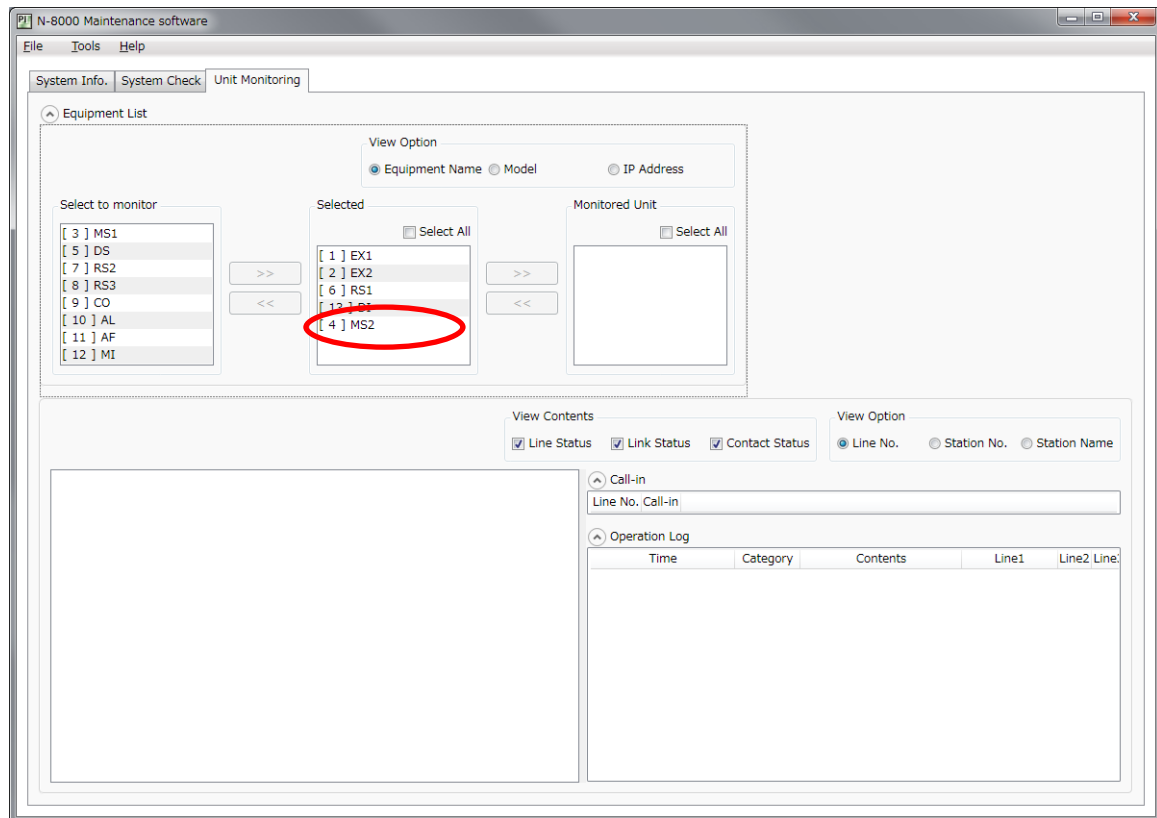 N-8000 Maintenance software
File Tools Help
System Info. System Check Unit Monitoring
Equipment List
View Option
Equipment Name Model IP Address
Select to monitor
[ 3 ] MS1
[ 5 ] DS
[ 7 ] RS2
[ 8 ] RS3
[ 9 ] CO
[ 10 ] AL
[ 11 ] AF
[ 12 ] MI
>>
<<
Selected
Select All
[ 1 ] EX1
[ 2 ] EX2
[ 6 ] RS1
[ 13 ] DI
[ 4 ] MS2
>>
<<
Monitored Unit
Select All
View Contents
Line Status Link Status Contact Status
View Option
Line No. Station No. Station Name
Call-in
Line No. Call-in
Operation Log
Time Category Contents Line1 Line2